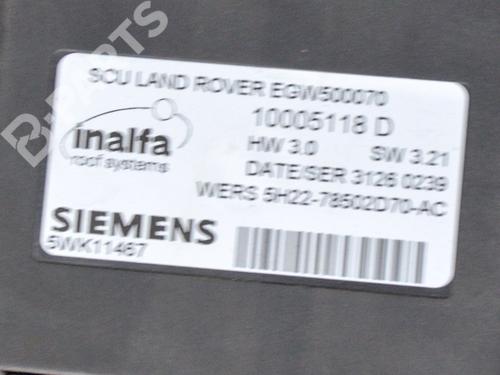 SCU LAND ROVER EGW500070
10005118 D
HW 3.0 SW 3.21
DATE/SER 3126 0239
WERS 5H22-78502D70-AC
inalfa
roof systems
SIEMENS
5WK11467
B-PARTS